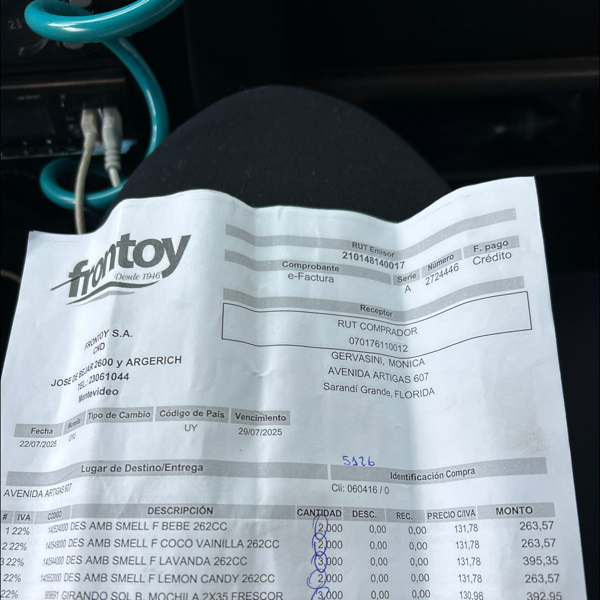 frontoy
Desde 1946
RUT Emisor
210148140017
Comprobante Serie Número F. pago
e-Factura A 2724446 Crédito
Receptor
RUT COMPRADOR
070176110012
GERVASINI, MONICA
AVENIDA ARTIGAS 607
Sarandí Grande, FLORIDA
FRONTOY S.A.
CND
JOSE DE BEJAR 2600 y ARGERICH
TEL.:23061044
Montevideo
Fecha Moneda Tipo de Cambio Código de País Vencimiento
22/07/2025 UYU UY 29/07/2025
5126
Lugar de Destino/Entrega Identificación Compra
AVENIDA ARTIGAS 607 Cli: 060416 / 0
# IVA CODIGO DESCRIPCIÓN CANTIDAD DESC. REC. PRECIO C/IVA MONTO
1 22% DES AMB SMELL F BEBE 262CC 2,000 0,00 0,00 131,78 263,57
2 22% DES AMB SMELL F COCO VAINILLA 262CC 2,000 0,00 0,00 131,78 263,57
3 22% DES AMB SMELL F LAVANDA 262CC 3,000 0,00 0,00 131,78 395,35
22% DES AMB SMELL F LEMON CANDY 262CC 2,000 0,00 0,00 131,78 263,57
22% GIRANDO SOL B. MOCHILA 2X35 FRESCOR 3,000 0,00 0,00 130,98 392,95